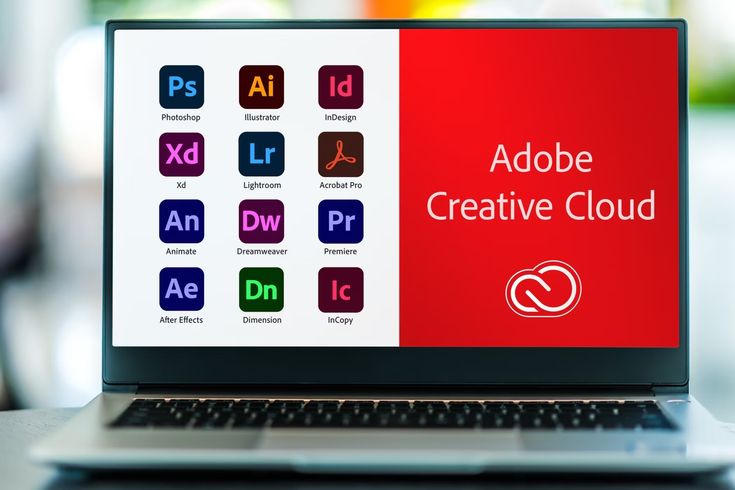 Ps Ai Id
Photoshop Illustrator InDesign
Xd Lr
Xd Lightroom Acrobat Pro
An Dw Pr
Animate Dreamweaver Premiere
Ae Dn Ic
After Effects Dimension InCopy
Adobe
Creative Cloud